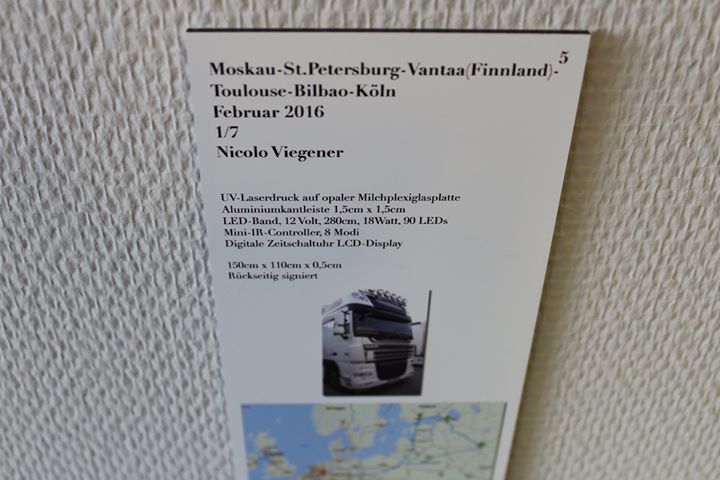 5
Moskau-St.Petersburg-Vantaa(Finnland)-
Toulouse-Bilbao-Köln
Februar 2016
1/7
Nicolo Viegener
UV-Laserdruck auf opaler Milchplexiglasplatte
Aluminiumkantleiste 1,5cm x 1,5cm
LED-Band, 12 Volt, 280cm, 18Watt, 90 LEDs
Mini-IR-Controller, 8 Modi
Digitale Zeitschaltuhr LCD-Display
150cm x 110cm x 0,5cm
Rückseitig signiert